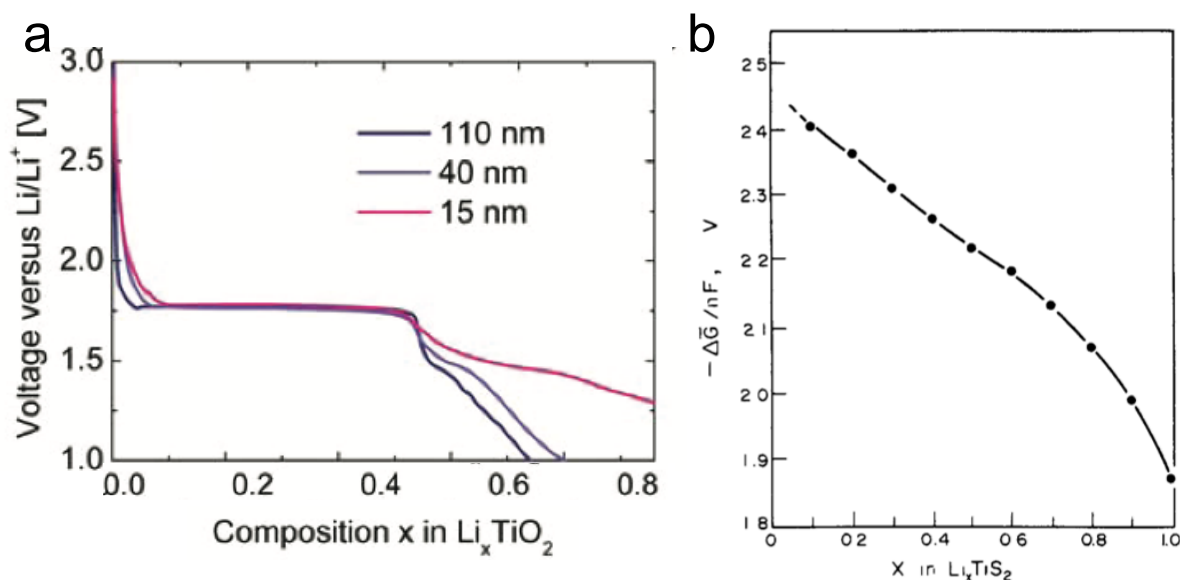 a
3.0
2.5
2.0
1.5
1.0
Voltage versus Li/Li⁺ [V]
110 nm
40 nm
15 nm
0.0 0.2 0.4 0.6 0.8
Composition x in LiₓTiO₂
b
2 5
2 4
2.3
2 2
2 1
2 0
1.9
1 8
− ΔG̅ /nF, V
0 0 2 0.4 0.6 0 8 1.0
X in LiₓTiS₂